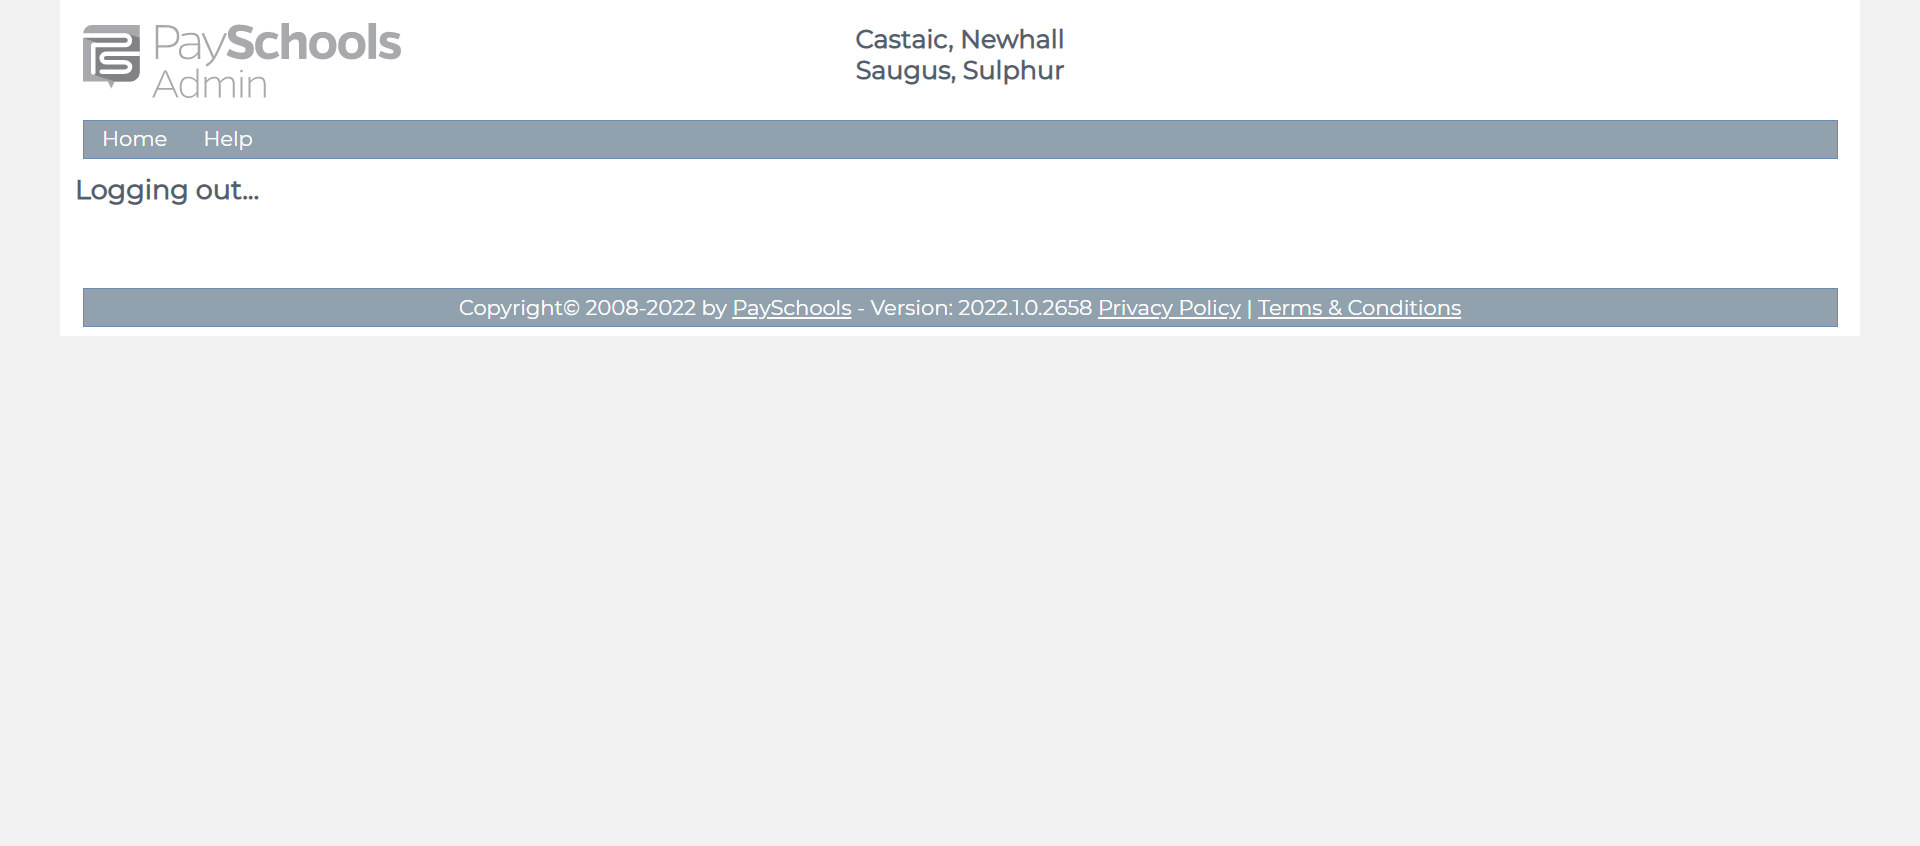 PaySchools
Admin
Castaic, Newhall
Saugus, Sulphur
Home Help
Logging out...
Copyright© 2008-2022 by PaySchools - Version: 2022.1.0.2658 Privacy Policy | Terms & Conditions